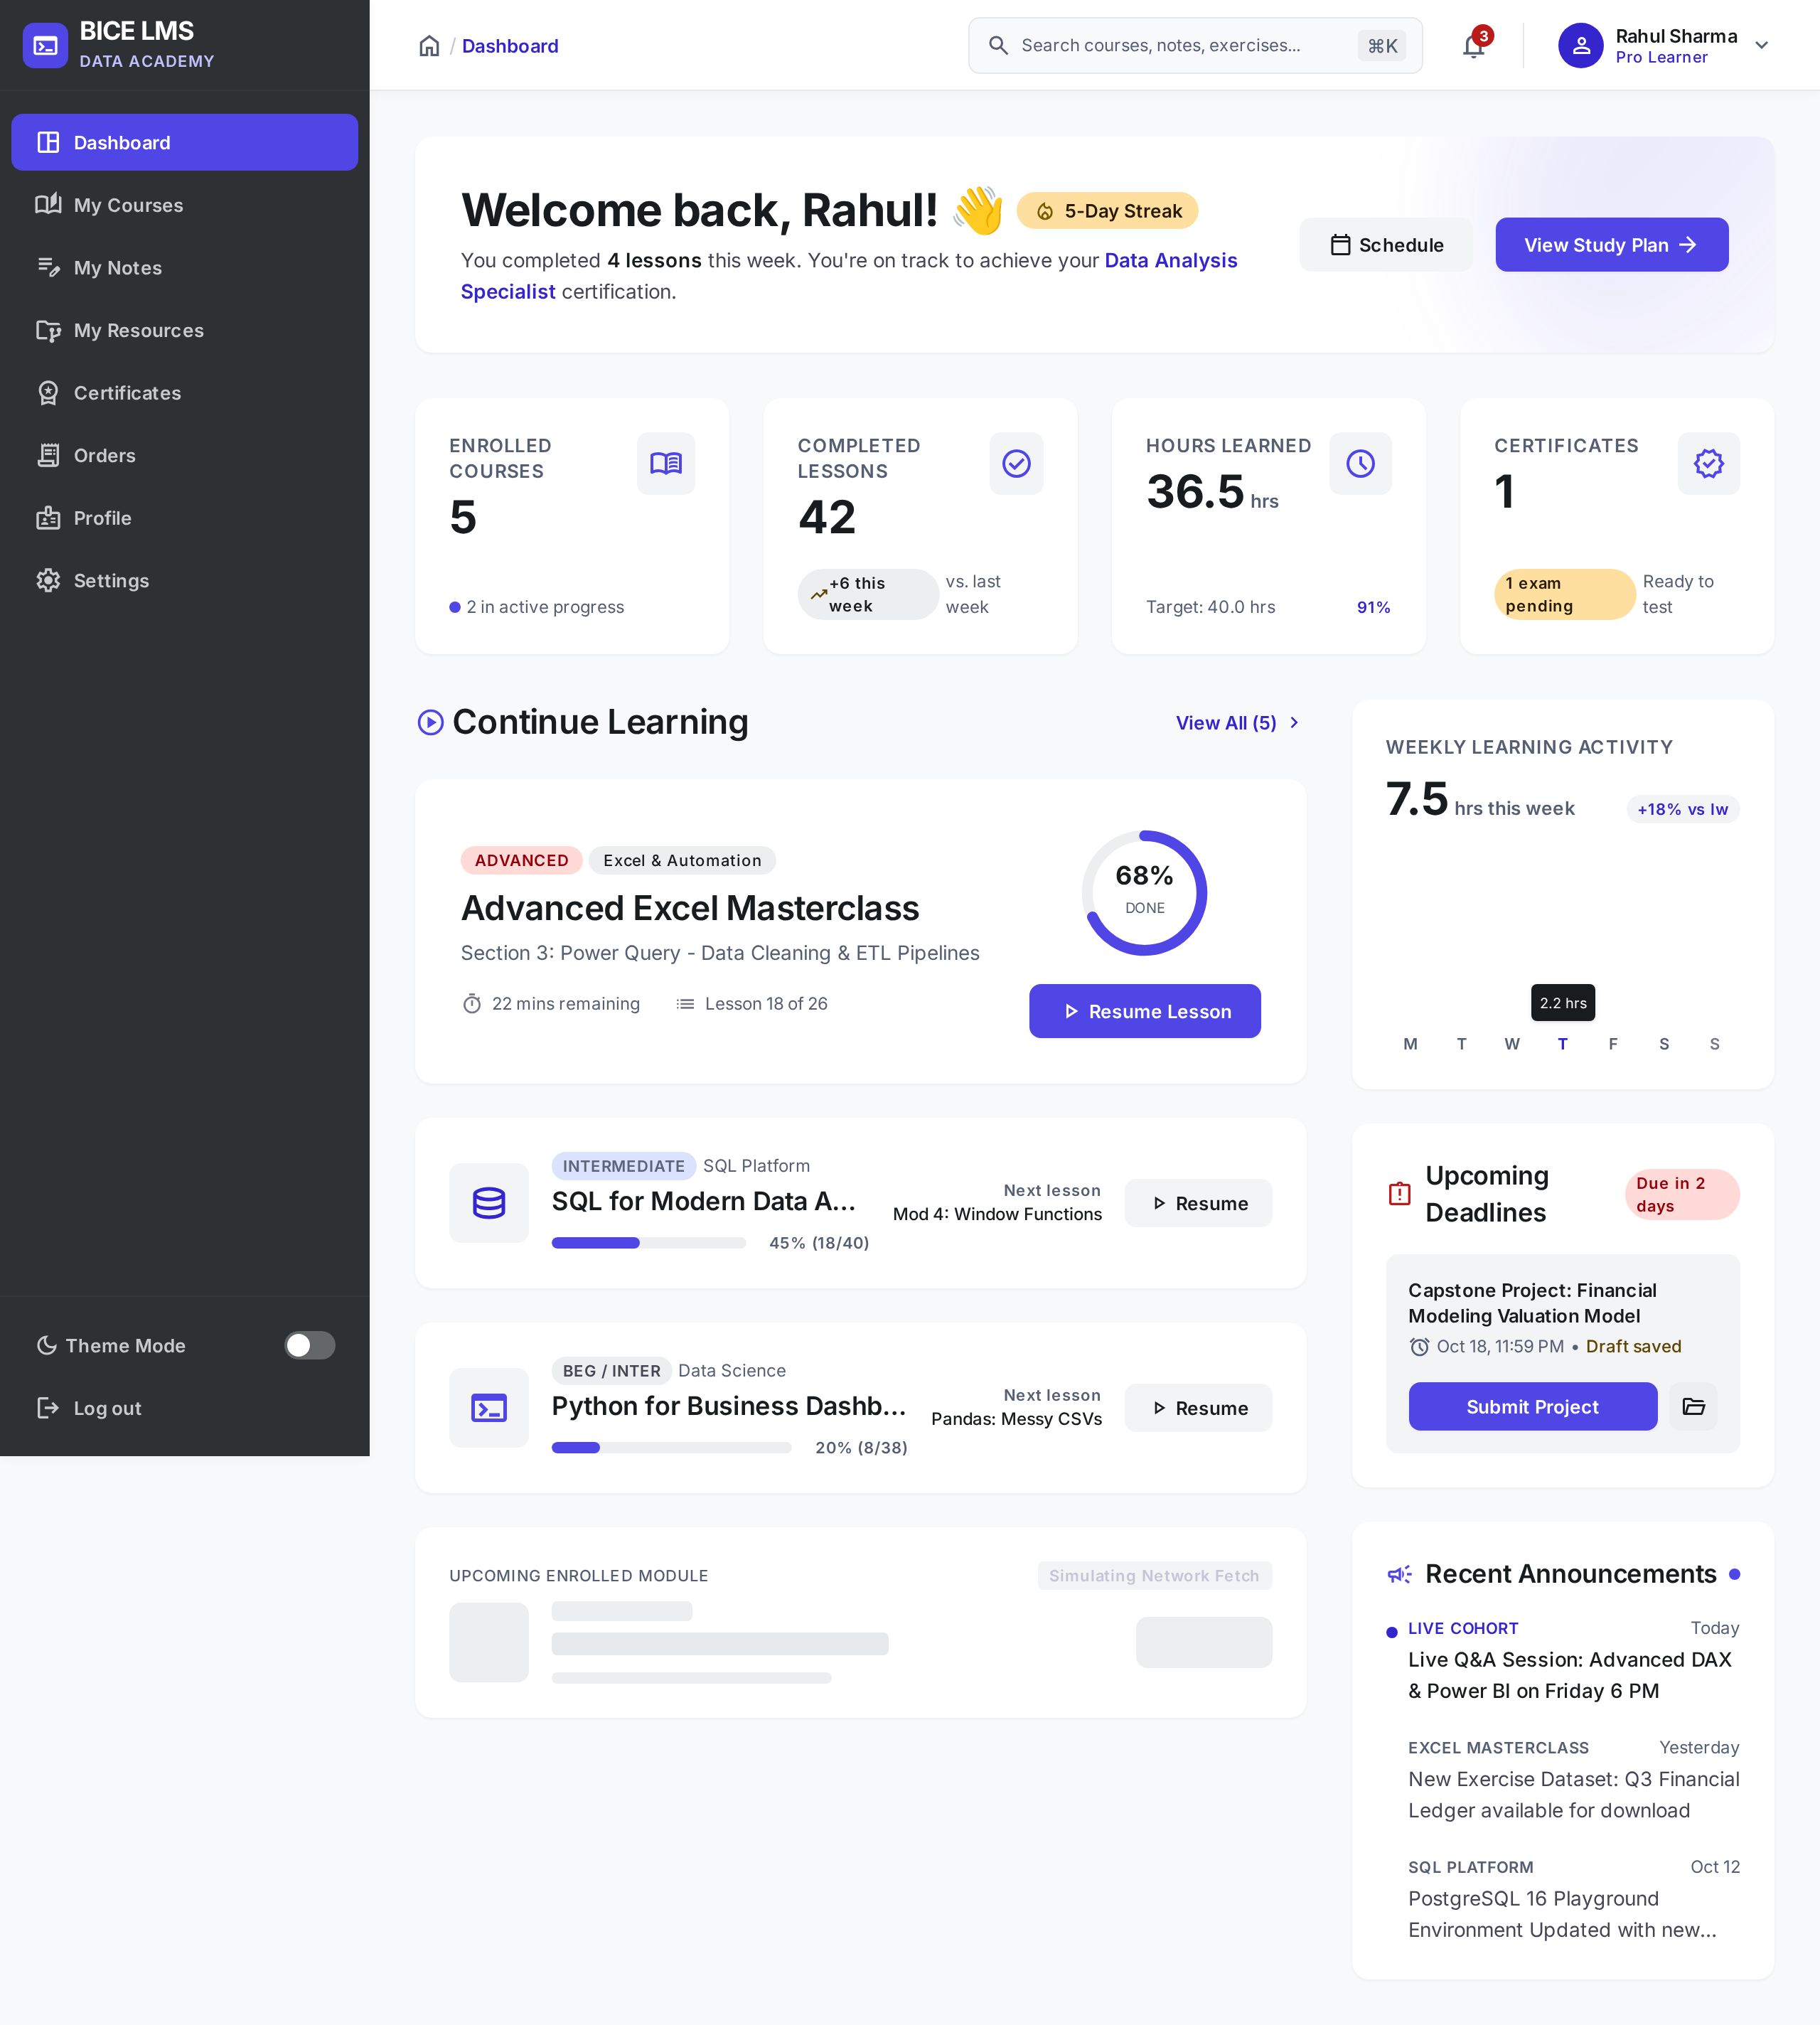 BICE LMS
DATA ACADEMY
/ Dashboard
Search courses, notes, exercises...
⌘K
3
Rahul Sharma
Pro Learner
Dashboard
My Courses
My Notes
My Resources
Certificates
Orders
Profile
Settings
Theme Mode
Log out
Welcome back, Rahul! 👋
5-Day Streak
You completed 4 lessons this week. You're on track to achieve your Data Analysis
Specialist certification.
Schedule
View Study Plan
ENROLLED
COURSES
5
2 in active progress
COMPLETED
LESSONS
42
+6 this
week
vs. last
week
HOURS LEARNED
36.5 hrs
Target: 40.0 hrs
91%
CERTIFICATES
1
1 exam
pending
Ready to
test
Continue Learning
View All (5)
ADVANCED
Excel & Automation
Advanced Excel Masterclass
Section 3: Power Query - Data Cleaning & ETL Pipelines
22 mins remaining
Lesson 18 of 26
68%
DONE
Resume Lesson
INTERMEDIATE
SQL Platform
SQL for Modern Data A...
45% (18/40)
Next lesson
Mod 4: Window Functions
Resume
BEG / INTER
Data Science
Python for Business Dashb...
20% (8/38)
Next lesson
Pandas: Messy CSVs
Resume
UPCOMING ENROLLED MODULE
Simulating Network Fetch
WEEKLY LEARNING ACTIVITY
7.5 hrs this week
+18% vs lw
2.2 hrs
M T W T F S S
Upcoming
Deadlines
Due in 2
days
Capstone Project: Financial
Modeling Valuation Model
Oct 18, 11:59 PM • Draft saved
Submit Project
Recent Announcements
LIVE COHORT
Today
Live Q&A Session: Advanced DAX
& Power BI on Friday 6 PM
EXCEL MASTERCLASS
Yesterday
New Exercise Dataset: Q3 Financial
Ledger available for download
SQL PLATFORM
Oct 12
PostgreSQL 16 Playground
Environment Updated with new...